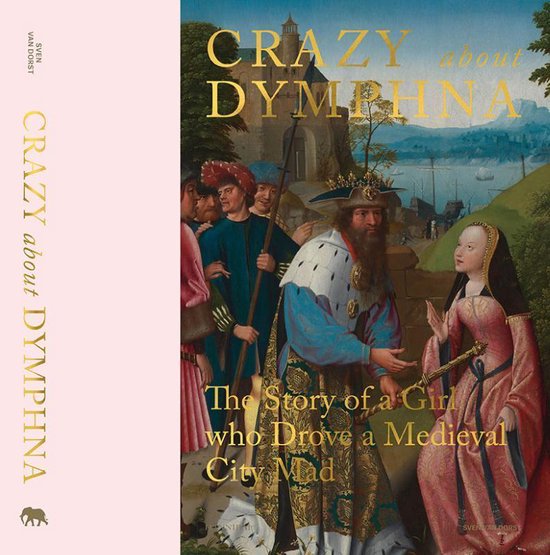 SVEN
VAN DORST
CRAZY about DYMPHNA
CRAZY about
DYMPHNA
The Story of a Girl
who Drove a Medieval
City Mad
SVEN VAN DORST